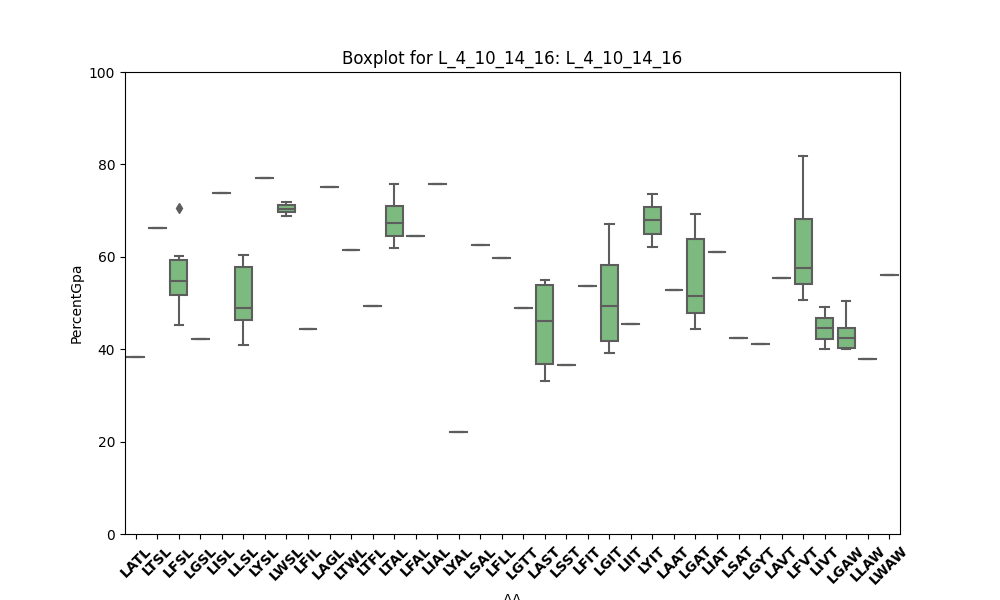 Boxplot for L_4_10_14_16: L_4_10_14_16
100
80
60
40
20
0
PercentGpa
LATL LTSL LFSL LGSL LISL LLSL LYSL LWSL LFIL LAGL LTWL LTFL LTAL LFAL LIAL LYAL LSAL LFLL LGTT LAST LSST LFIT LGIT LIIT LYIT LAAT LGAT LIAT LSAT LGYT LAVT LFVT LIVT LGAW LLAW LWAW
AA